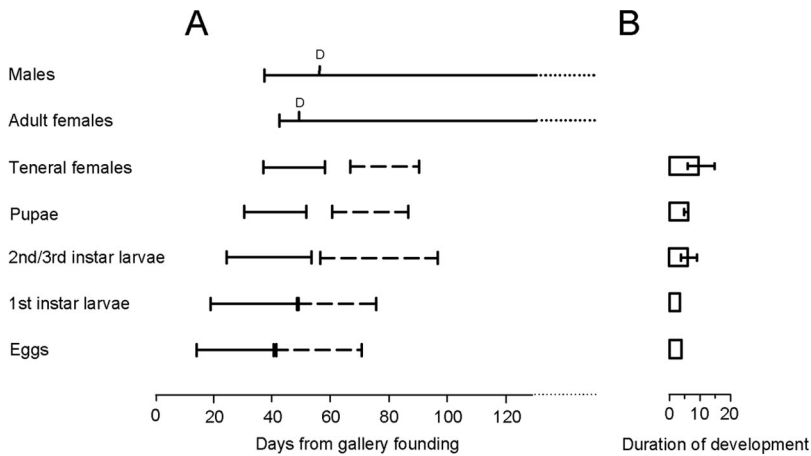 A B
D
Males
D
Adult females
Teneral females
Pupae
2nd/3rd instar larvae
1st instar larvae
Eggs
0 20 40 60 80 100 120 0 10 20
Days from gallery founding Duration of development